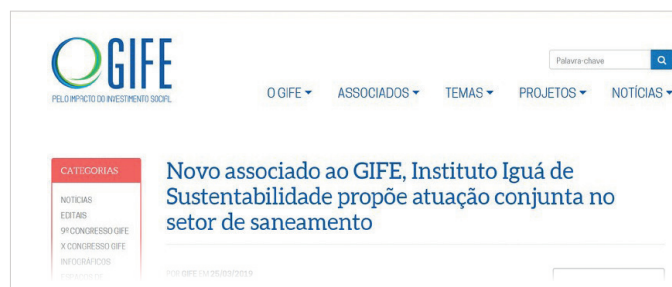 GIFE
PELO IMPACTO DO INVESTIMENTO SOCIAL
Palavra-chave
O GIFE
ASSOCIADOS
TEMAS
PROJETOS
NOTÍCIAS
CATEGORIAS
NOTÍCIAS
EDITAIS
9º CONGRESSO GIFE
X CONGRESSO GIFE
INFOGRÁFICOS
Novo associado ao GIFE, Instituto Iguá de
Sustentabilidade propõe atuação conjunta no
setor de saneamento
POR GIFE EM 25/02/2019